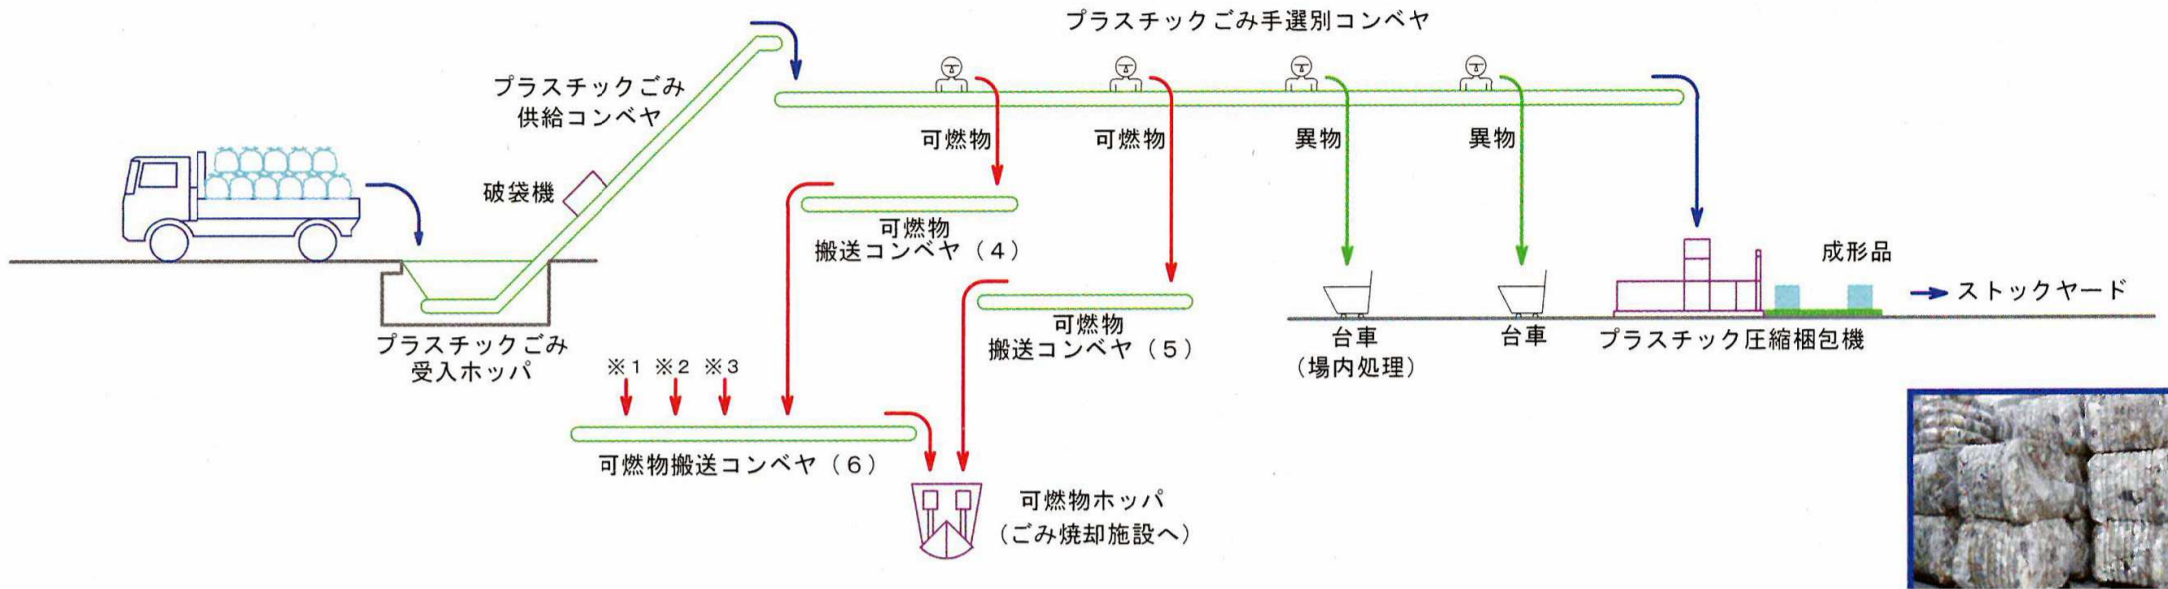 プラスチックごみ手選別コンベヤ
プラスチックごみ
供給コンベヤ
破袋機
可燃物
可燃物
異物
異物
可燃物
搬送コンベヤ（4）
可燃物
搬送コンベヤ（5）
成形品
ストックヤード
プラスチックごみ
受入ホッパ
台車
（場内処理）
台車
プラスチック圧縮梱包機
※1 ※2 ※3
可燃物搬送コンベヤ（6）
可燃物ホッパ
（ごみ焼却施設へ）